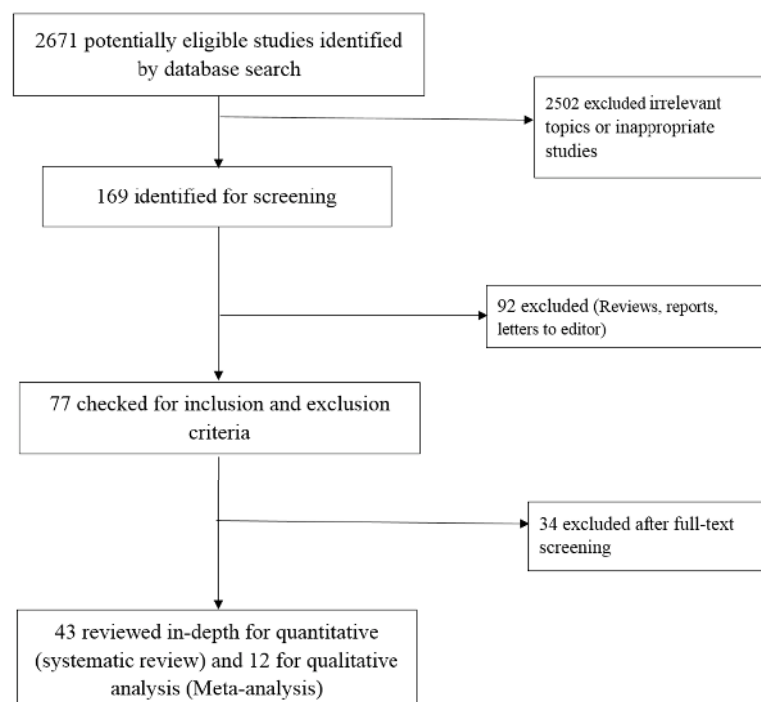 2671 potentially eligible studies identified
by database search
2502 excluded irrelevant
topics or inappropriate
studies
169 identified for screening
92 excluded (Reviews, reports,
letters to editor)
77 checked for inclusion and exclusion
criteria
34 excluded after full-text
screening
43 reviewed in-depth for quantitative
(systematic review) and 12 for qualitative
analysis (Meta-analysis)